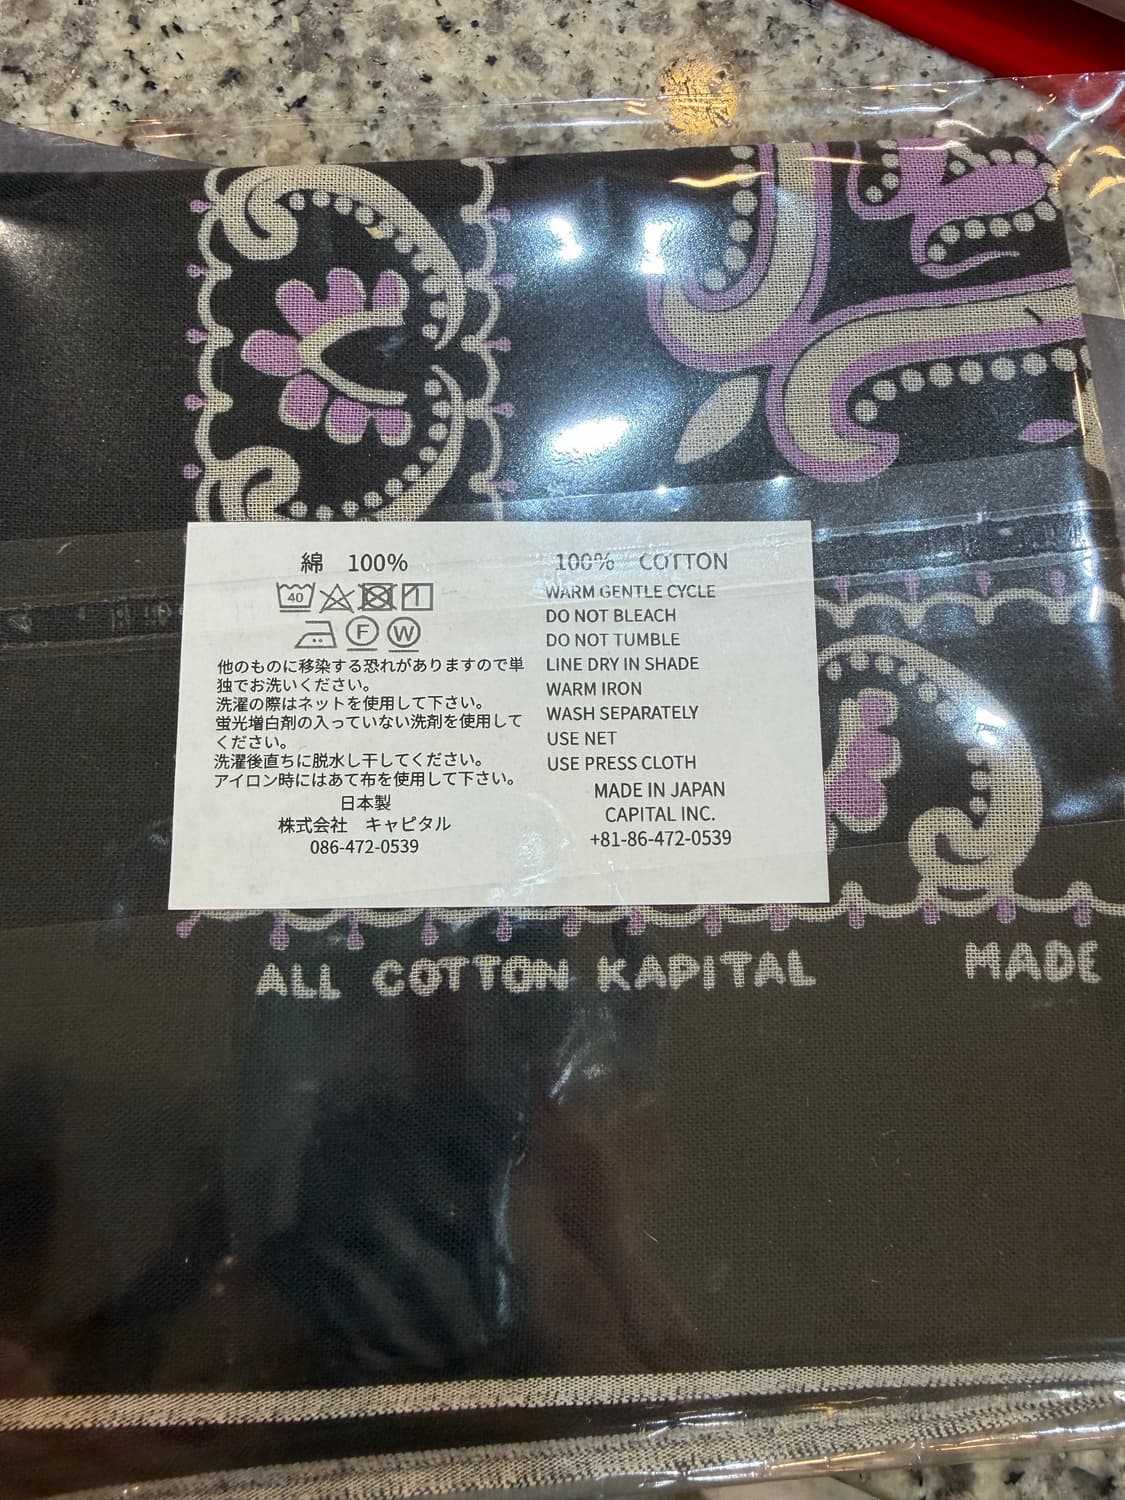 綿　100%
40
F W
他のものに移染する恐れがありますので単
独でお洗いください。
洗濯の際はネットを使用して下さい。
蛍光増白剤の入っていない洗剤を使用して
ください。
洗濯後直ちに脱水し干してください。
アイロン時にはあて布を使用して下さい。
日本製
株式会社　キャピタル
086-472-0539
100% COTTON
WARM GENTLE CYCLE
DO NOT BLEACH
DO NOT TUMBLE
LINE DRY IN SHADE
WARM IRON
WASH SEPARATELY
USE NET
USE PRESS CLOTH
MADE IN JAPAN
CAPITAL INC.
+81-86-472-0539
ALL COTTON KAPITAL MADE